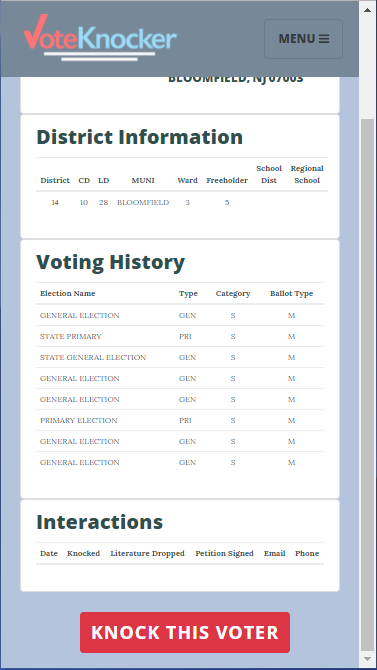 VoteKnocker
MENU ☰
BLOOMFIELD, NJ 07003
District Information
District CD LD MUNI Ward Freeholder School Dist Regional School
14 10 28 BLOOMFIELD 3 5
Voting History
Election Name Type Category Ballot Type
GENERAL ELECTION GEN S M
STATE PRIMARY PRI S M
STATE GENERAL ELECTION GEN S M
GENERAL ELECTION GEN S M
GENERAL ELECTION GEN S M
PRIMARY ELECTION PRI S M
GENERAL ELECTION GEN S M
GENERAL ELECTION GEN S M
Interactions
Date Knocked Literature Dropped Petition Signed Email Phone
KNOCK THIS VOTER